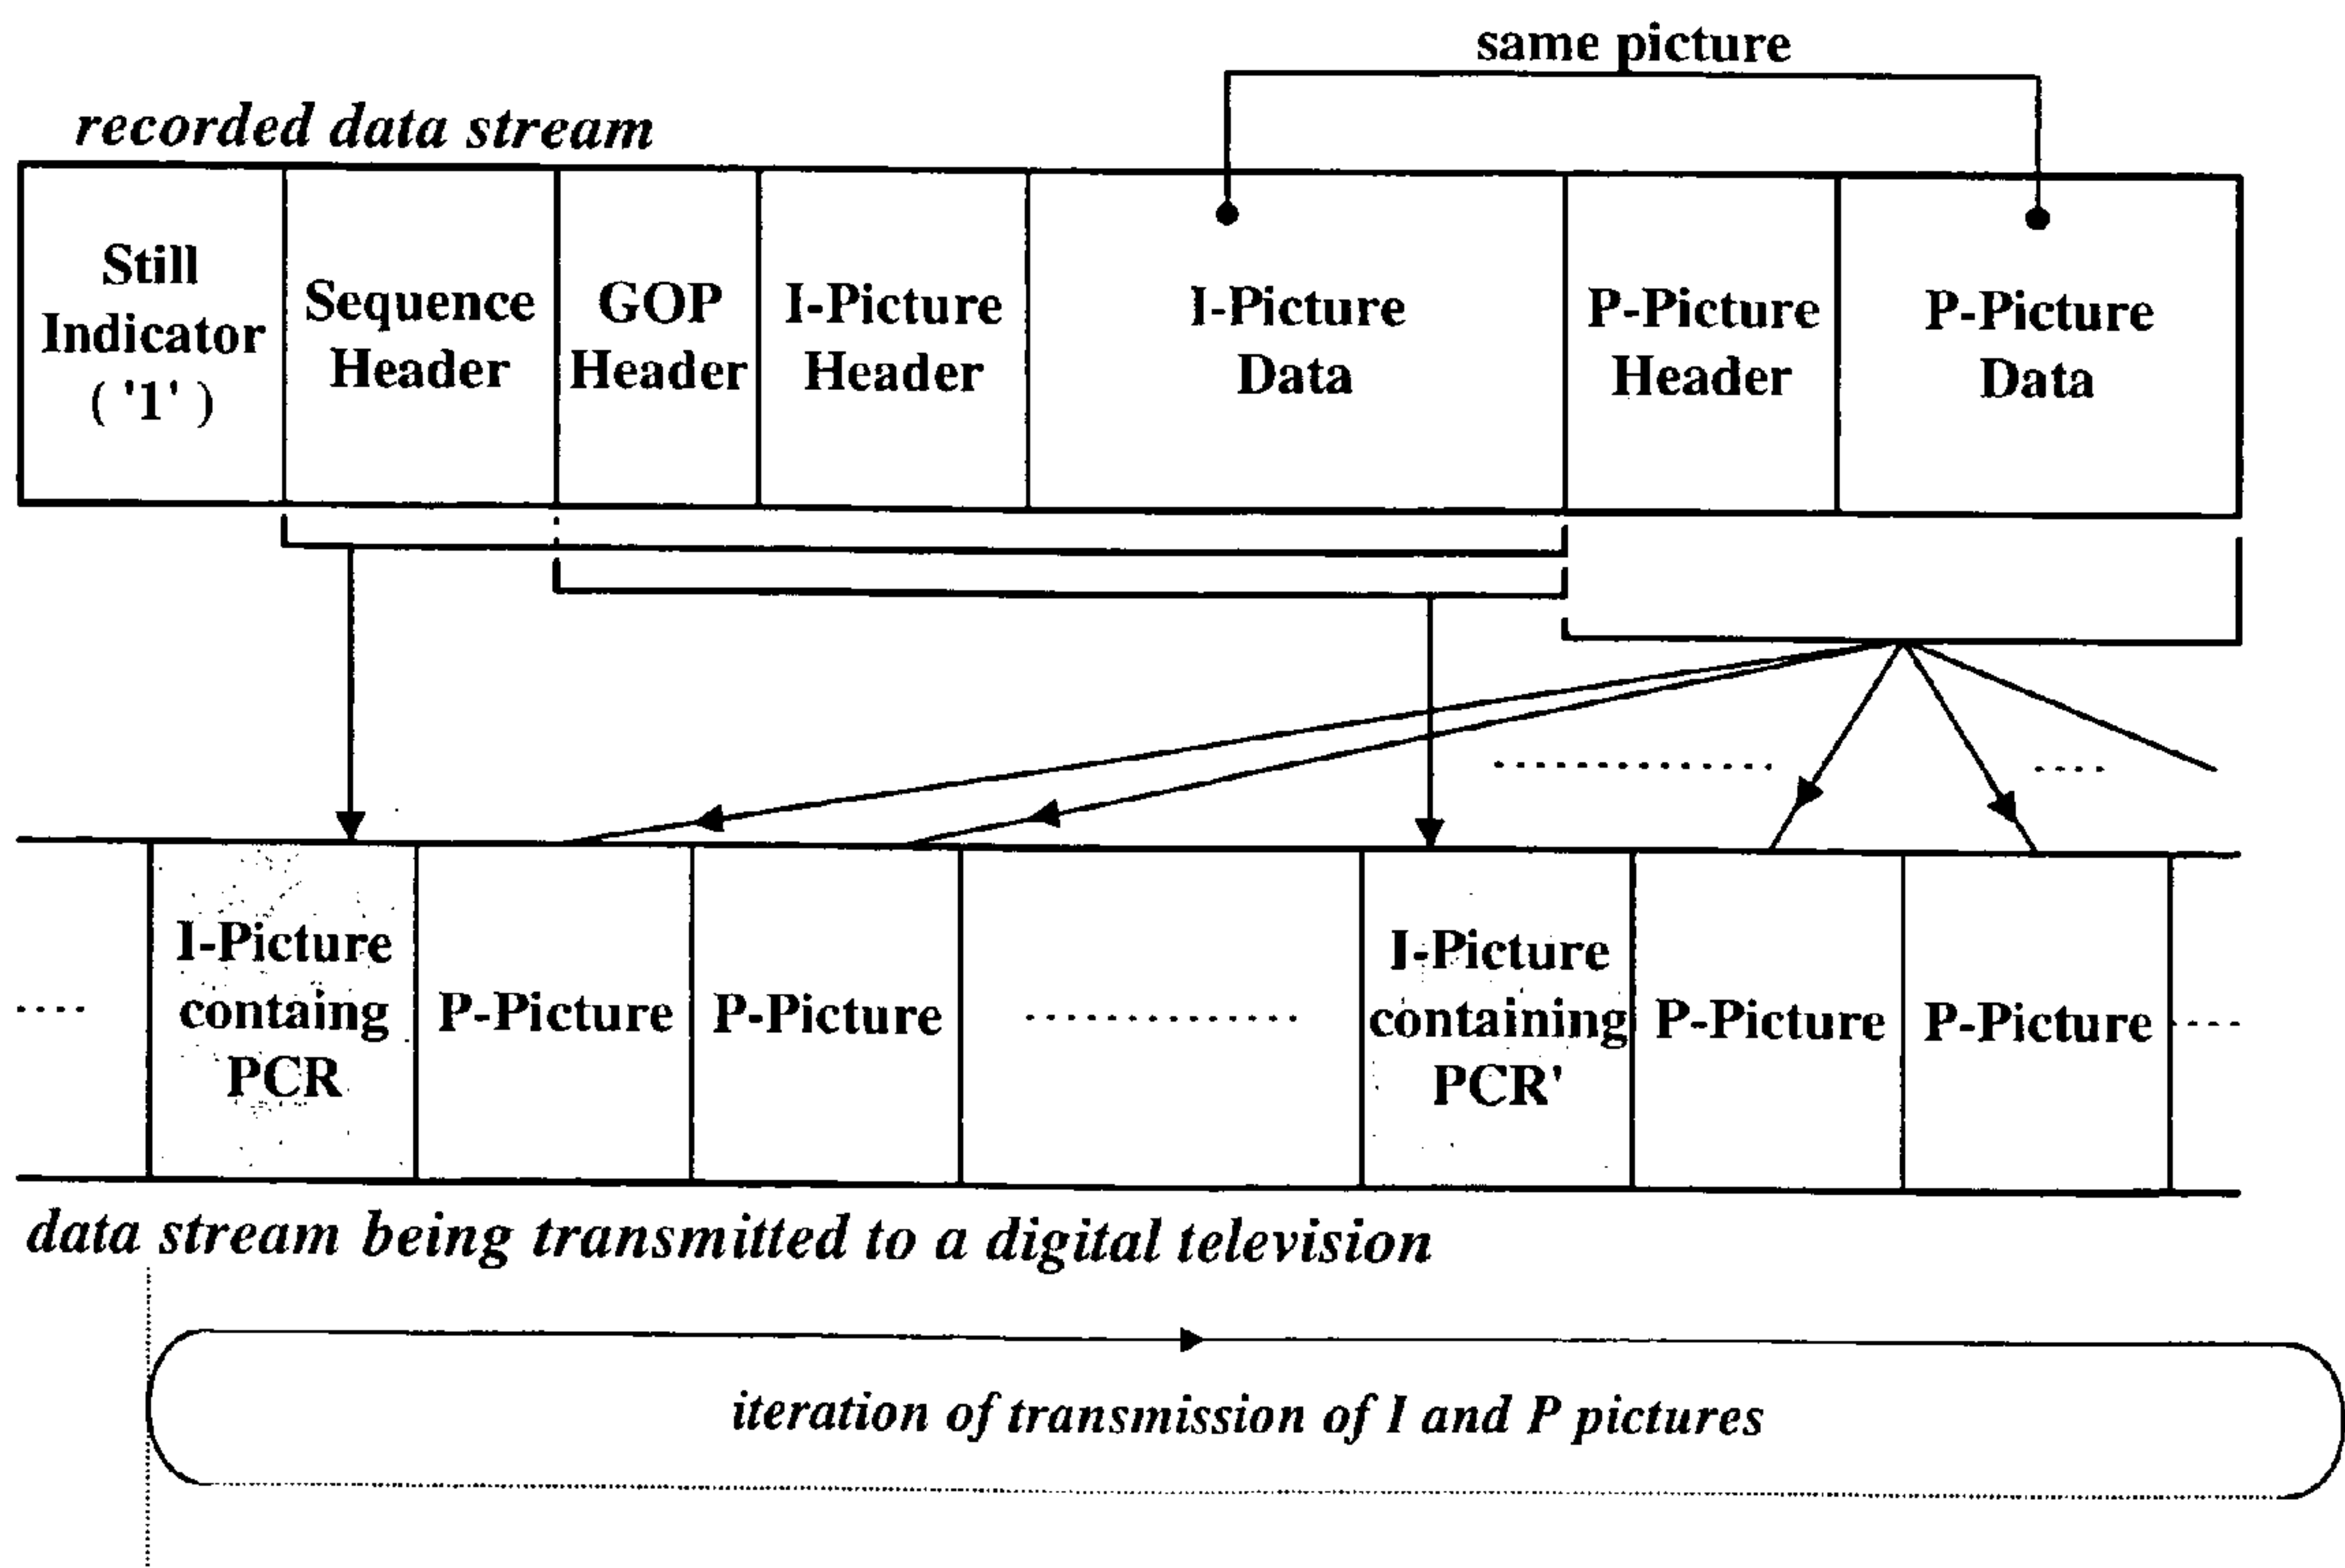 same picture
recorded data stream
Still
Indicator
( '1' )
Sequence
Header
GOP
Header
I-Picture
Header
I-Picture
Data
P-Picture
Header
P-Picture
Data
I-Picture
containg
PCR
P-Picture
P-Picture
I-Picture
containing
PCR'
P-Picture
P-Picture
data stream being transmitted to a digital television
iteration of transmission of I and P pictures